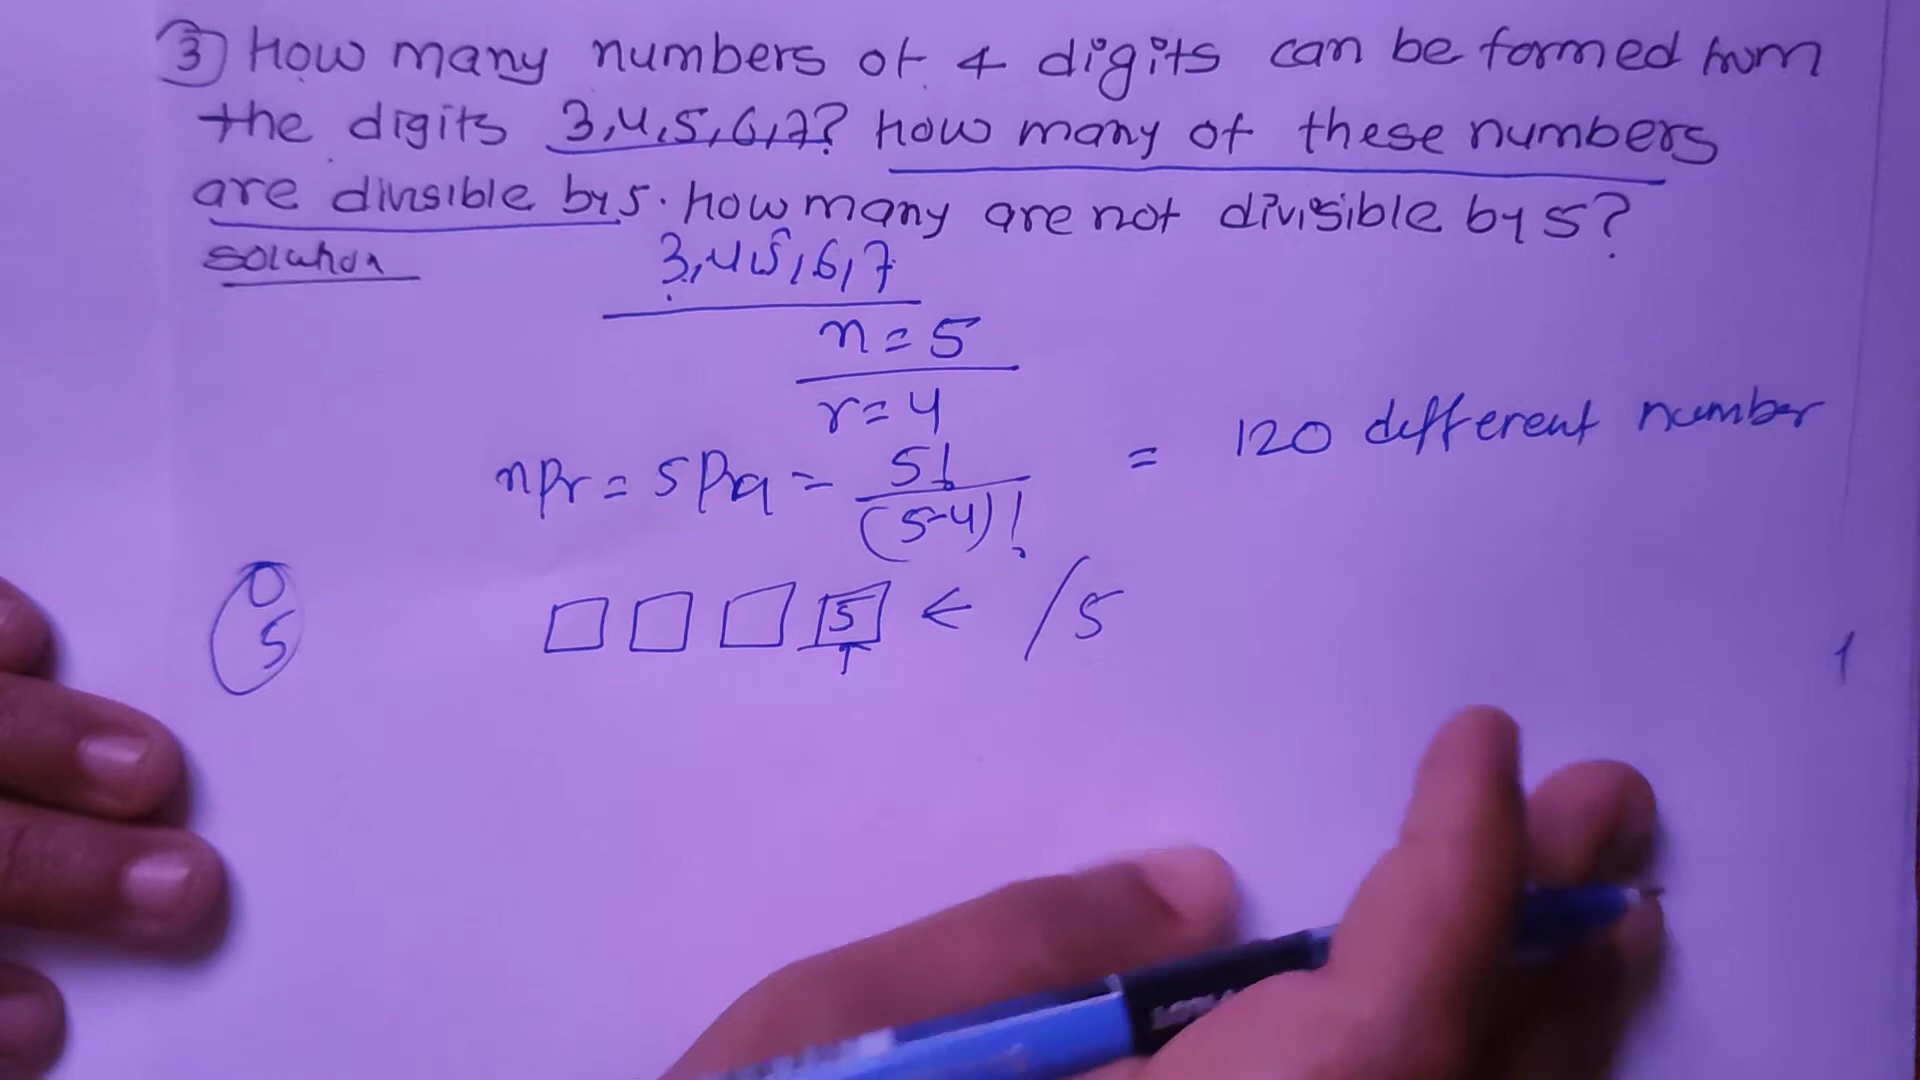 ③ How many numbers of 4 digits can be formed from
the digits 3,4,5,6,7? How many of these numbers
are divisible by 5. How many are not divisible by 5?
solution
3,4,5,6,7
n=5
r=4
nPr = 5P4 = 5!/(5-4)! = 120 different number
0
5
5 ← /5